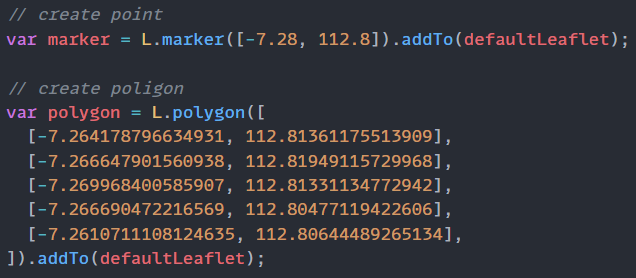 // create point
var marker = L.marker([-7.28, 112.8]).addTo(defaultLeaflet);
// create poligon
var polygon = L.polygon([
[-7.264178796634931, 112.81361175513909],
[-7.266647901560938, 112.81949115729968],
[-7.269968400585907, 112.81331134772942],
[-7.266690472216569, 112.80477119422606],
[-7.2610711108124635, 112.80644489265134],
]).addTo(defaultLeaflet);